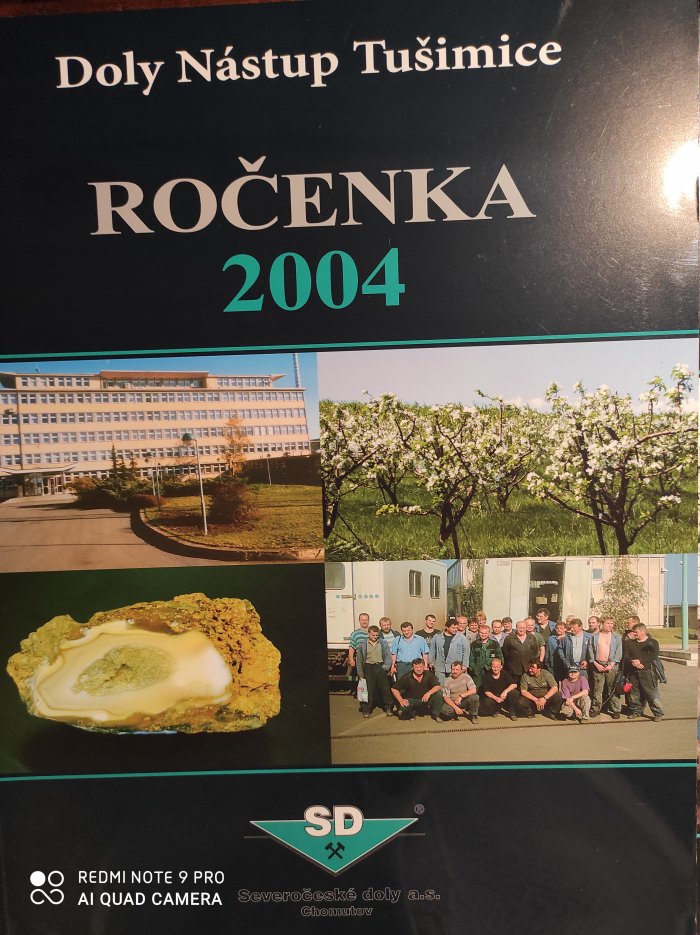 Doly Nástup Tušimice
ROČENKA
2004
SD®
Severočeské doly a.s.
Chomutov
REDMI NOTE 9 PRO
AI QUAD CAMERA